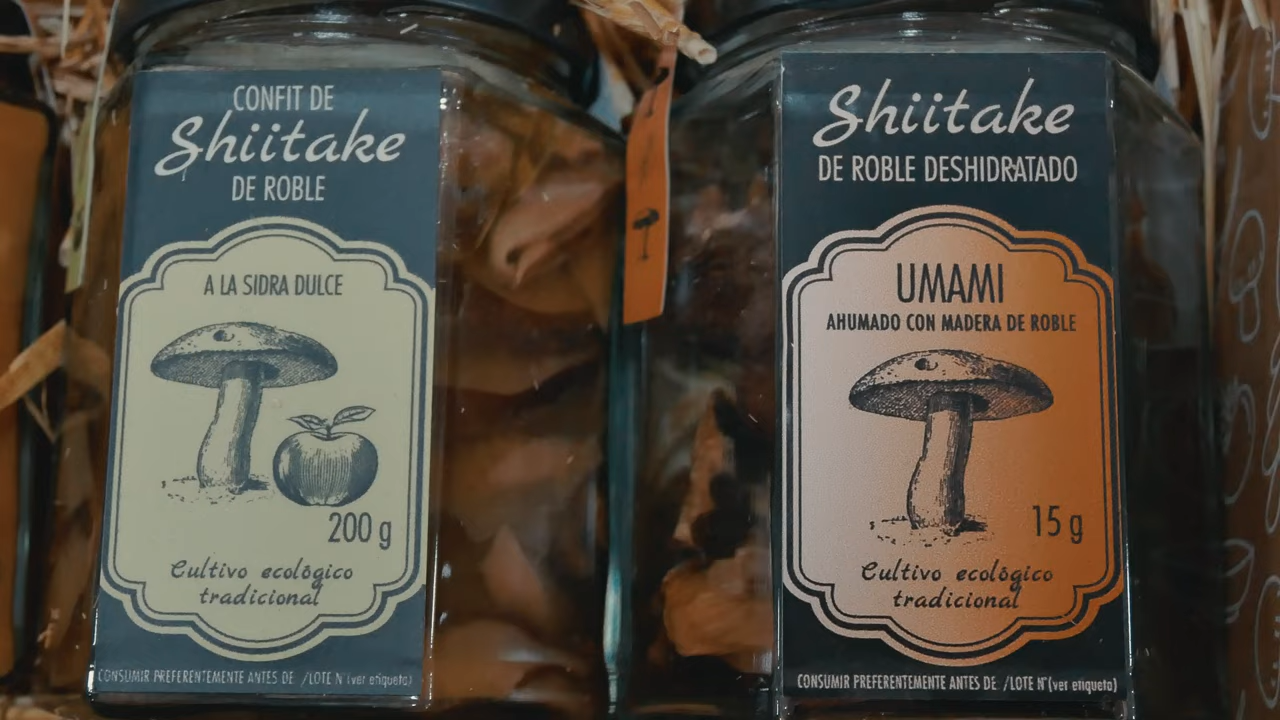 CONFIT DE
Shiitake
DE ROBLE
A LA SIDRA DULCE
200 g
Cultivo ecológico
tradicional
CONSUMIR PREFERENTEMENTE ANTES DE /LOTE Nº (ver etiqueta)
Shiitake
DE ROBLE DESHIDRATADO
UMAMI
AHUMADO CON MADERA DE ROBLE
15 g
Cultivo ecológico
tradicional
CONSUMIR PREFERENTEMENTE ANTES DE /LOTE Nº (ver etiqueta)